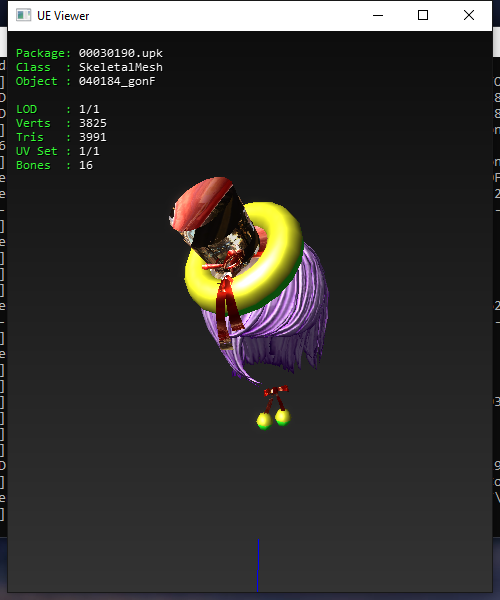 UE Viewer
Package: 00030190.upk
Class  : SkeletalMesh
Object : 040184_gonF
LOD    : 1/1
Verts  : 3825
Tris   : 3991
UV Set : 1/1
Bones  : 16